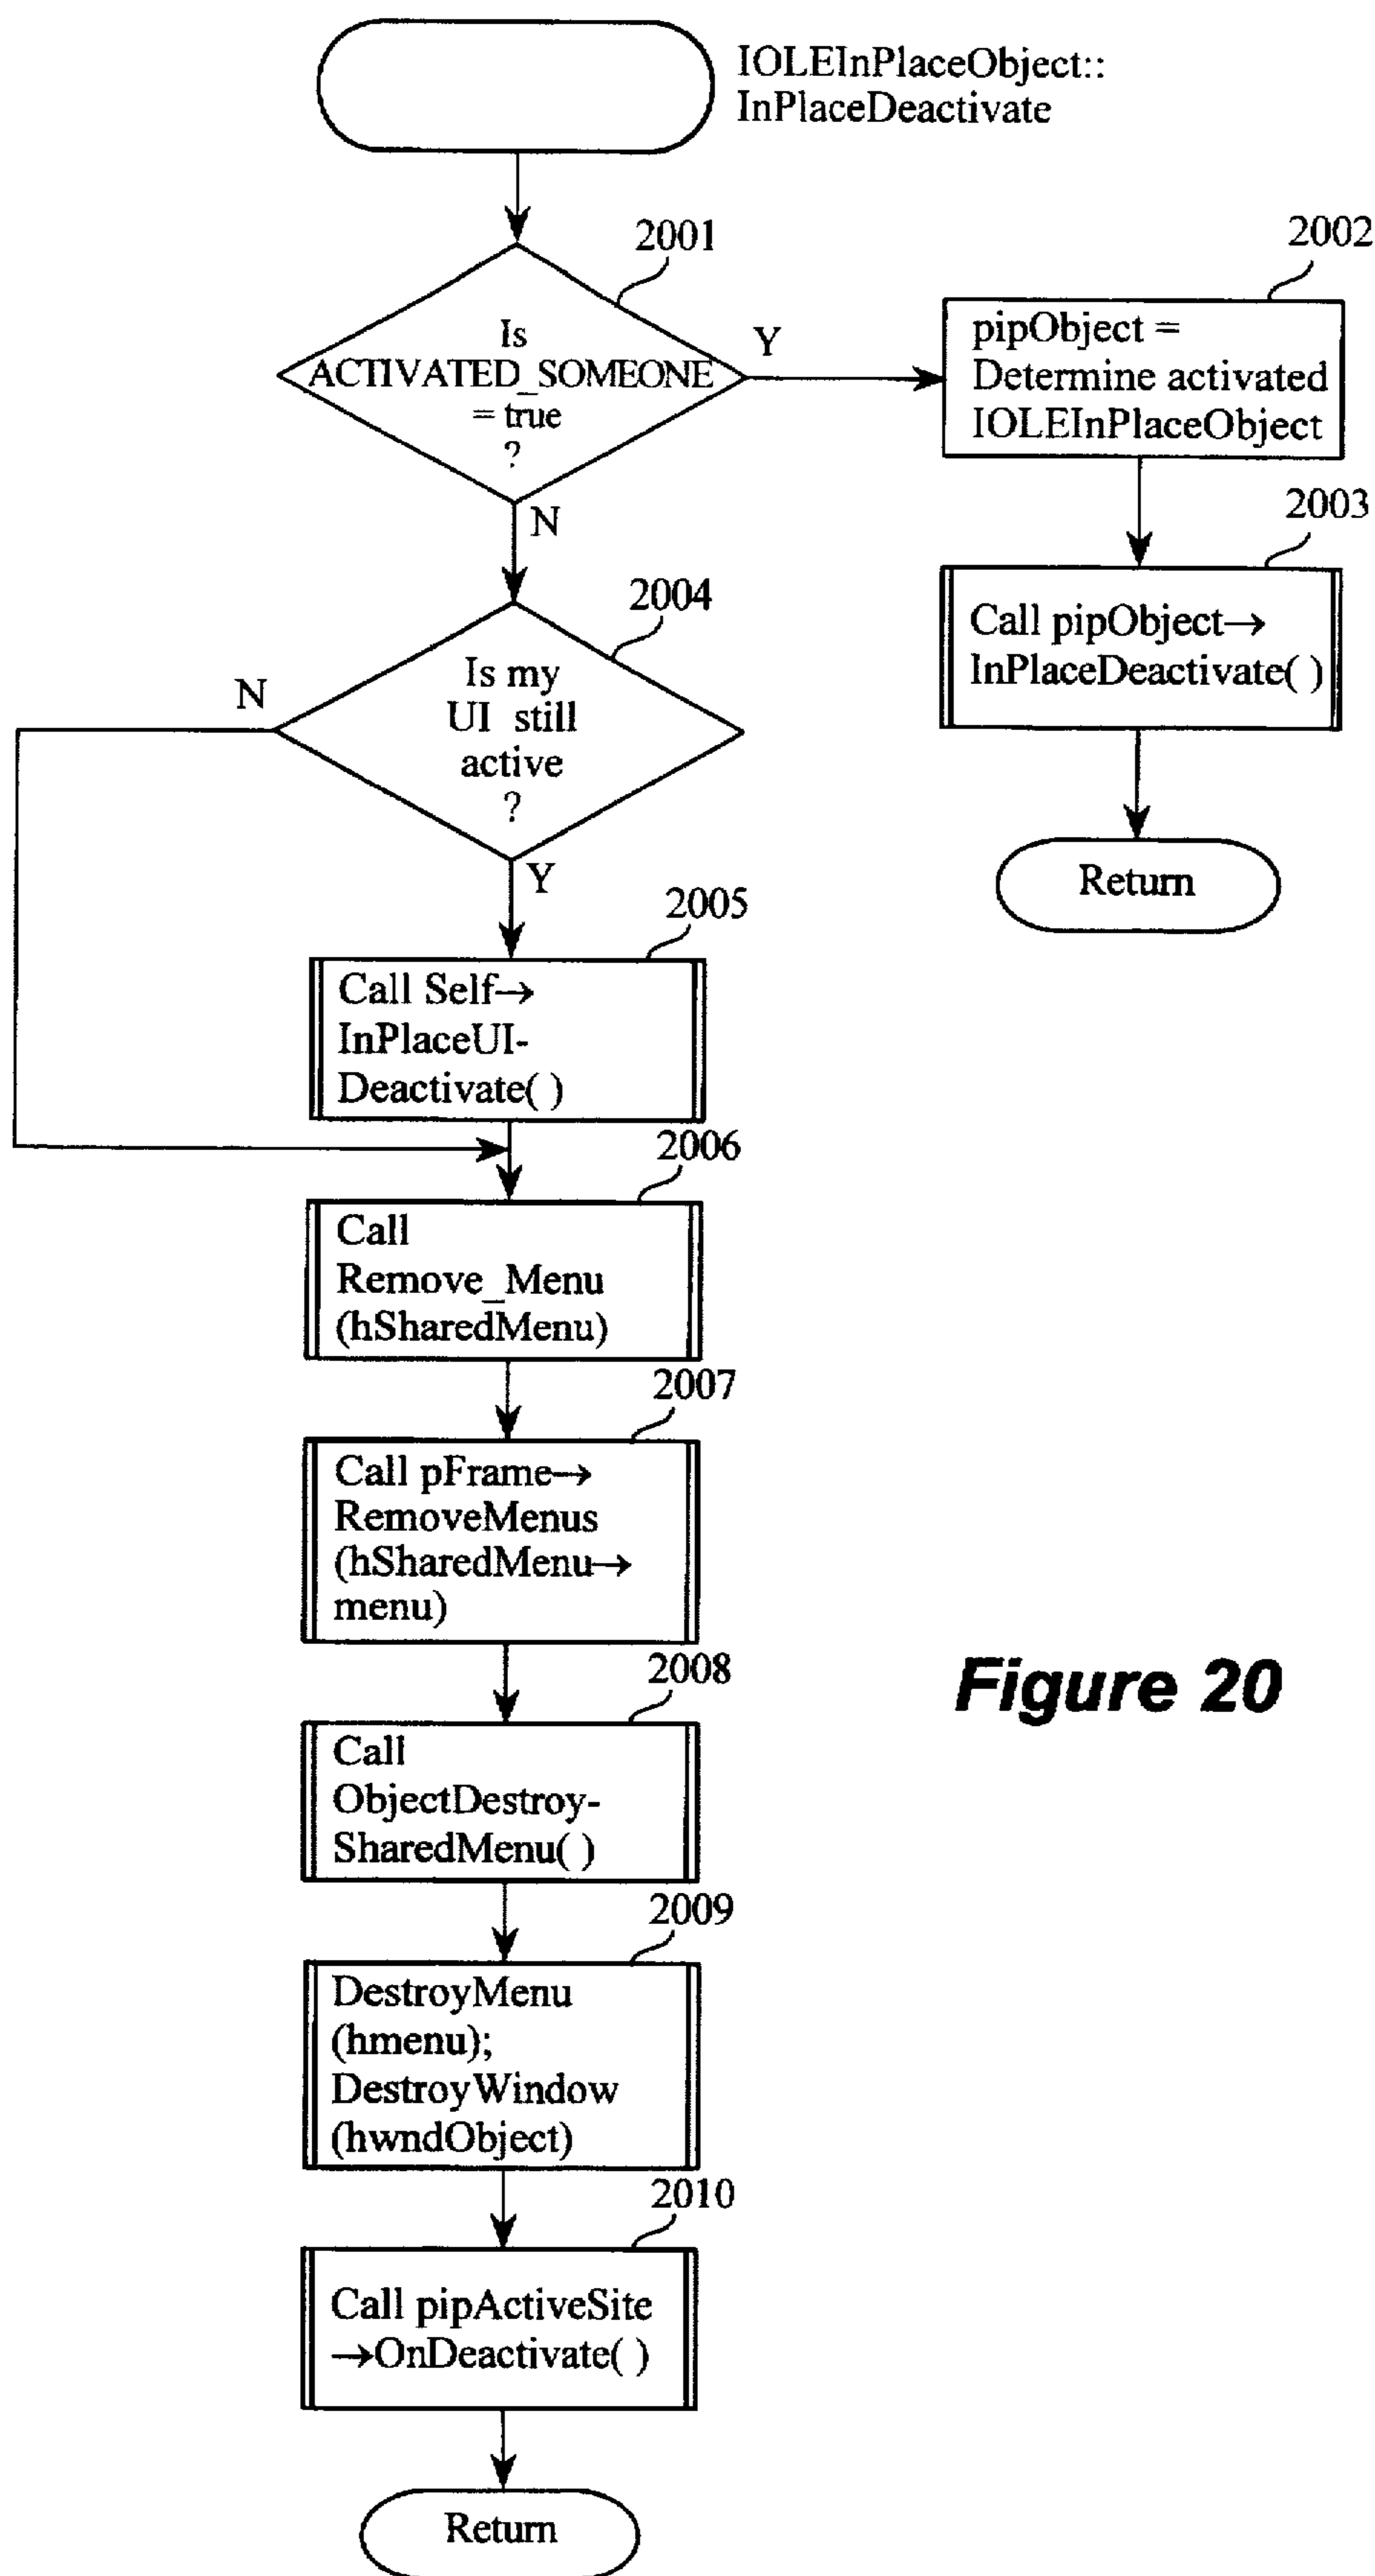 IOLEInPlaceObject::
InPlaceDeactivate
2001
Is
ACTIVATED_SOMEONE
= true
?
Y
N
2002
pipObject =
Determine activated
IOLEInPlaceObject
2003
Call pipObject→
InPlaceDeactivate( )
Return
2004
Is my
UI still
active
?
N
Y
2005
Call Self→
InPlaceUI-
Deactivate( )
2006
Call
Remove_Menu
(hSharedMenu)
2007
Call pFrame→
RemoveMenus
(hSharedMenu→
menu)
2008
Call
ObjectDestroy-
SharedMenu( )
2009
DestroyMenu
(hmenu);
DestroyWindow
(hwndObject)
2010
Call pipActiveSite
→OnDeactivate( )
Return
Figure 20